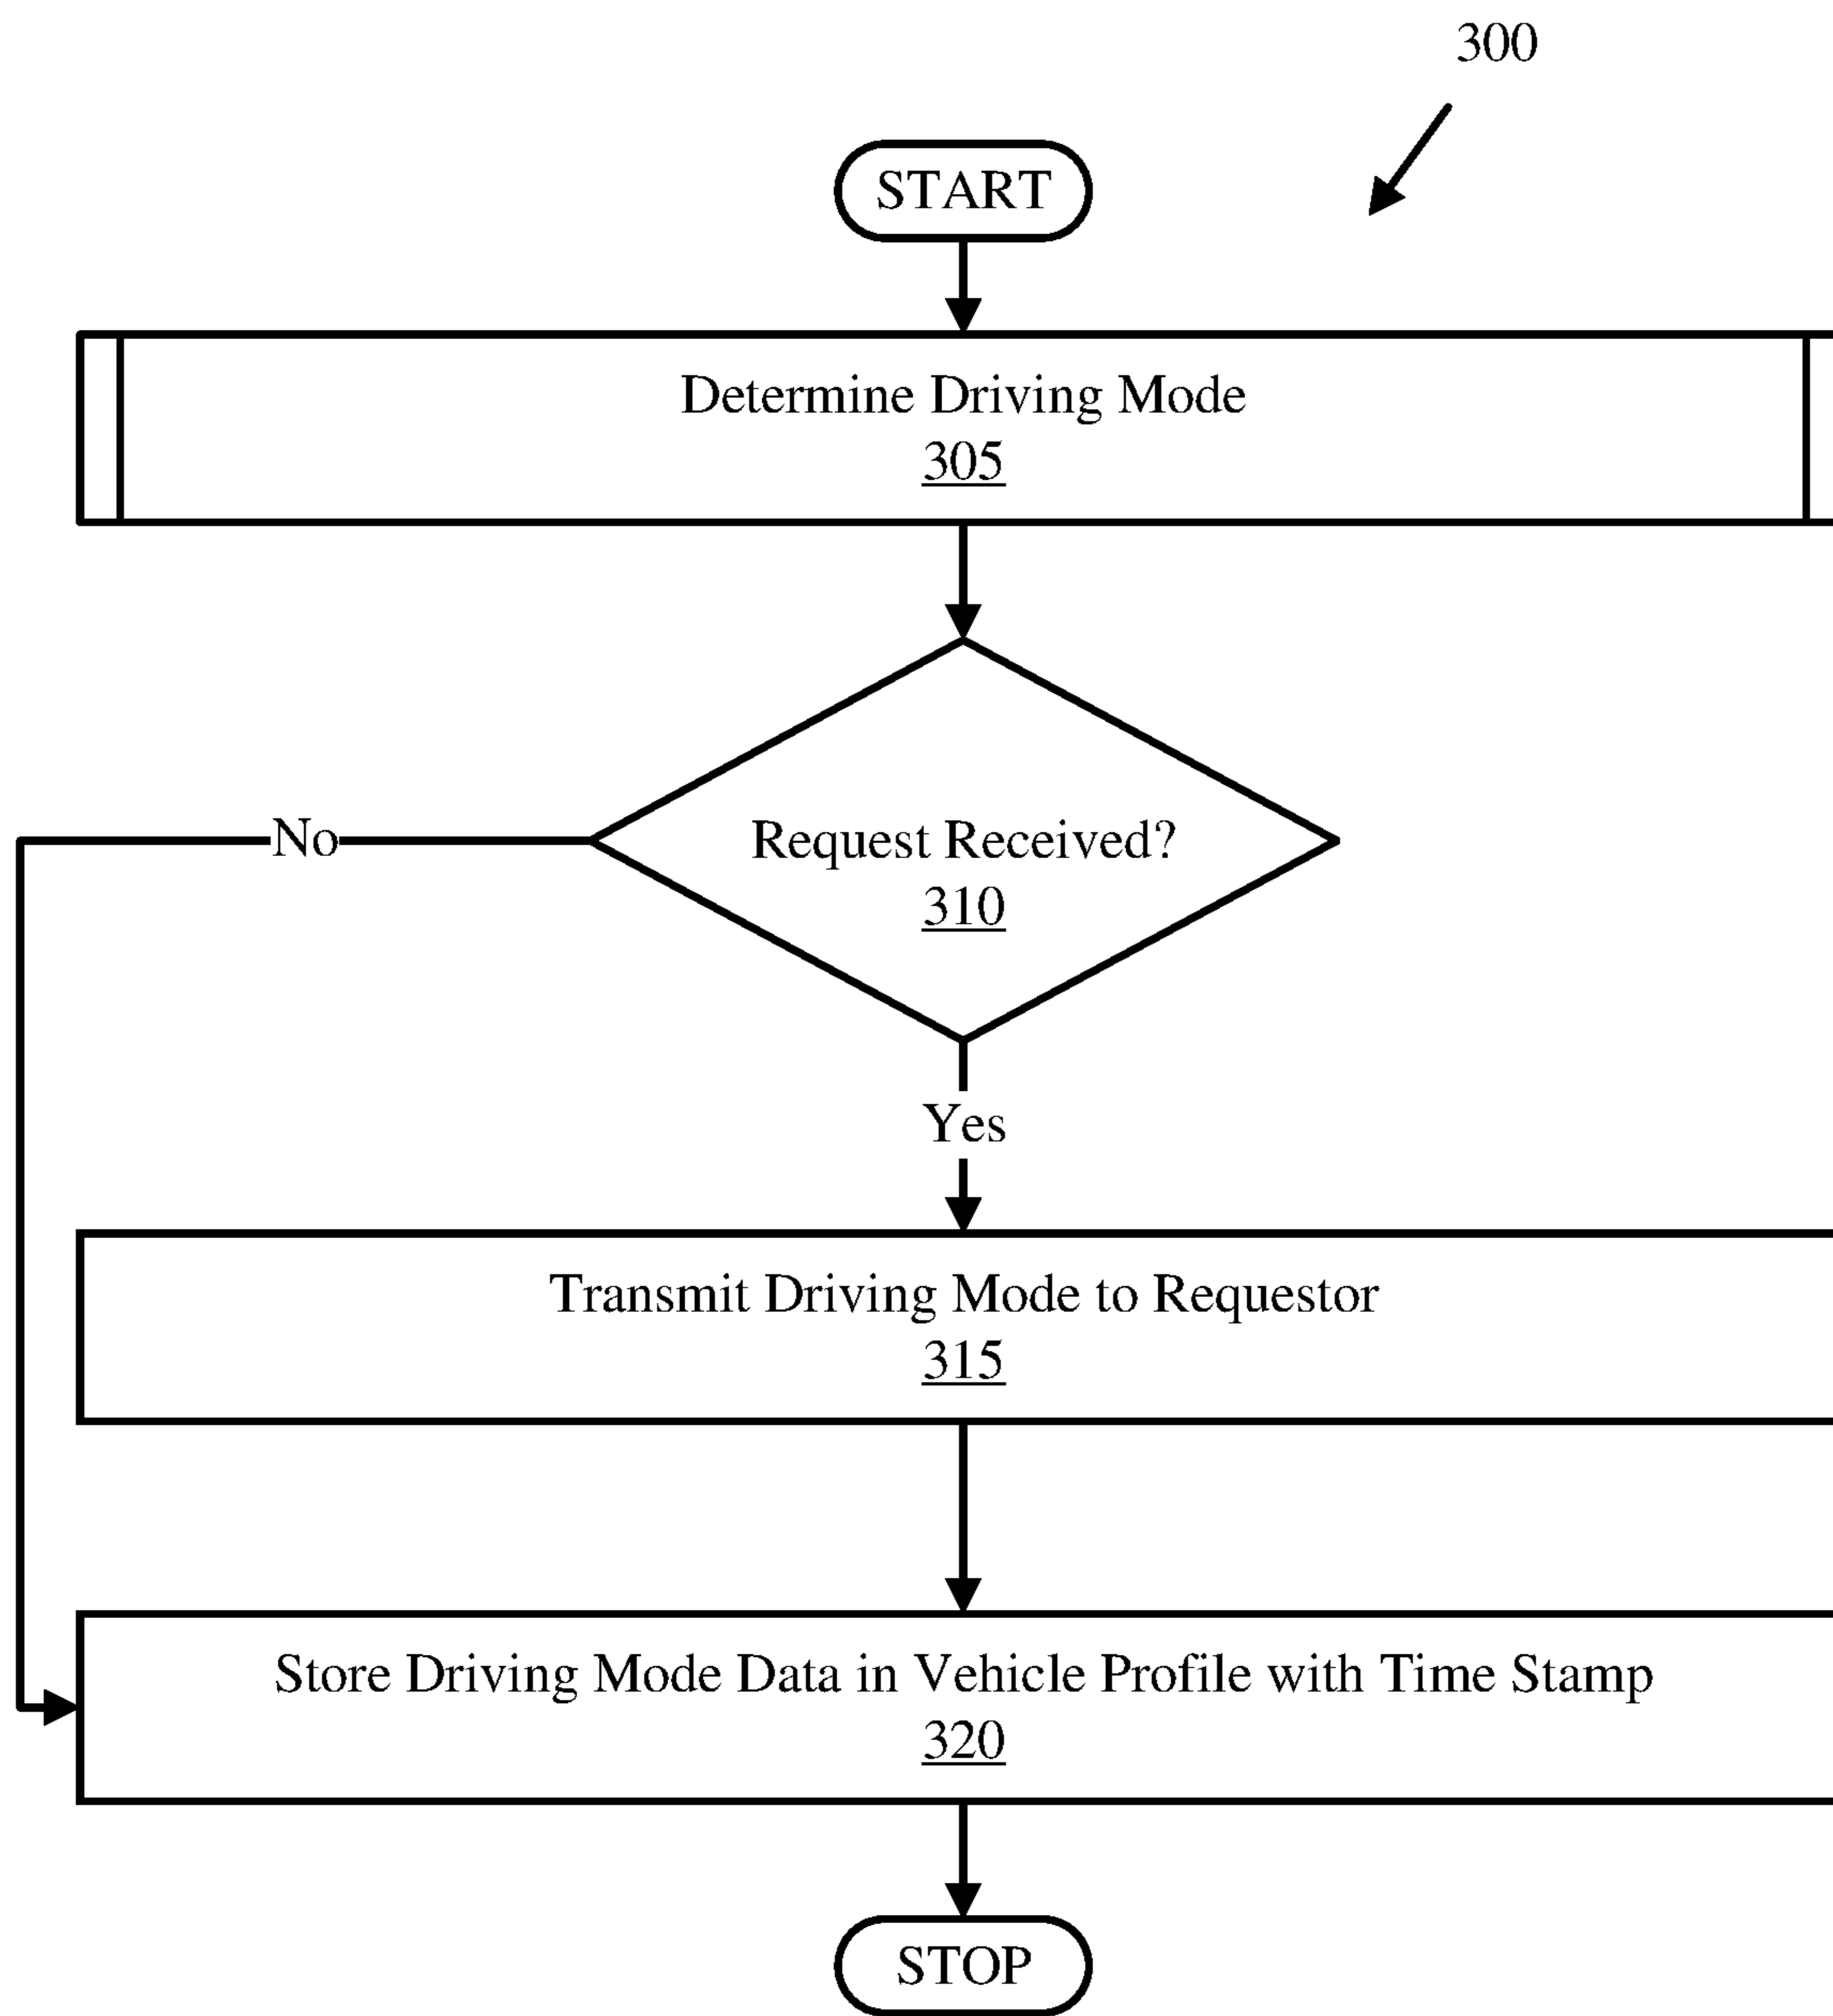 300
START
Determine Driving Mode
305
Request Received?
310
No
Yes
Transmit Driving Mode to Requestor
315
Store Driving Mode Data in Vehicle Profile with Time Stamp
320
STOP